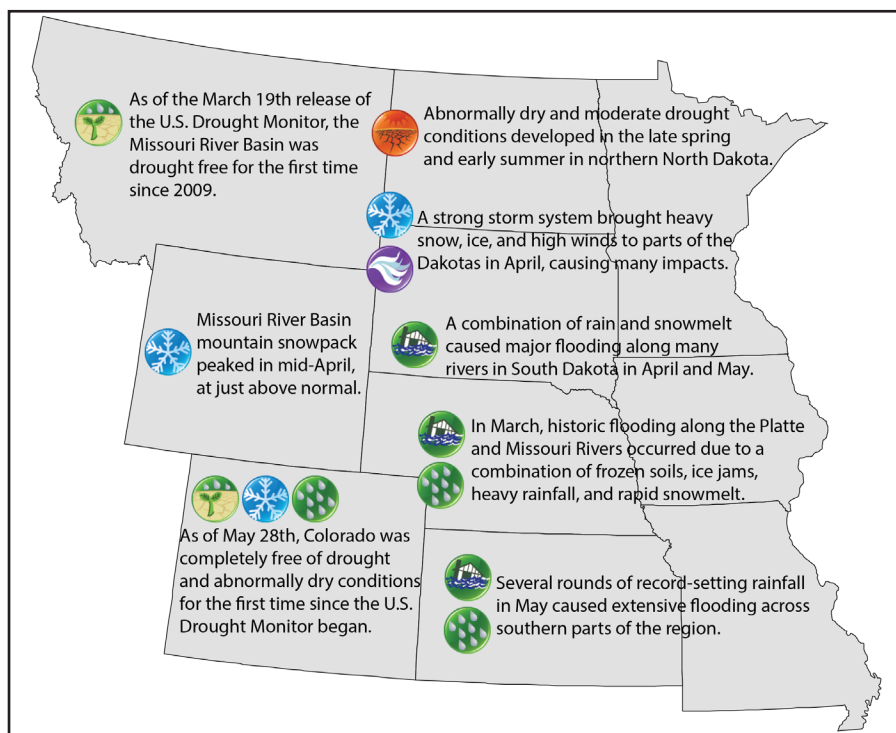 As of the March 19th release of
the U.S. Drought Monitor, the
Missouri River Basin was
drought free for the first time
since 2009.
Abnormally dry and moderate drought
conditions developed in the late spring
and early summer in northern North Dakota.
A strong storm system brought heavy
snow, ice, and high winds to parts of the
Dakotas in April, causing many impacts.
Missouri River Basin
mountain snowpack
peaked in mid-April,
at just above normal.
A combination of rain and snowmelt
caused major flooding along many
rivers in South Dakota in April and May.
In March, historic flooding along the Platte
and Missouri Rivers occurred due to a
combination of frozen soils, ice jams,
heavy rainfall, and rapid snowmelt.
As of May 28th, Colorado was
completely free of drought
and abnormally dry conditions
for the first time since the U.S.
Drought Monitor began.
Several rounds of record-setting rainfall
in May caused extensive flooding across
southern parts of the region.